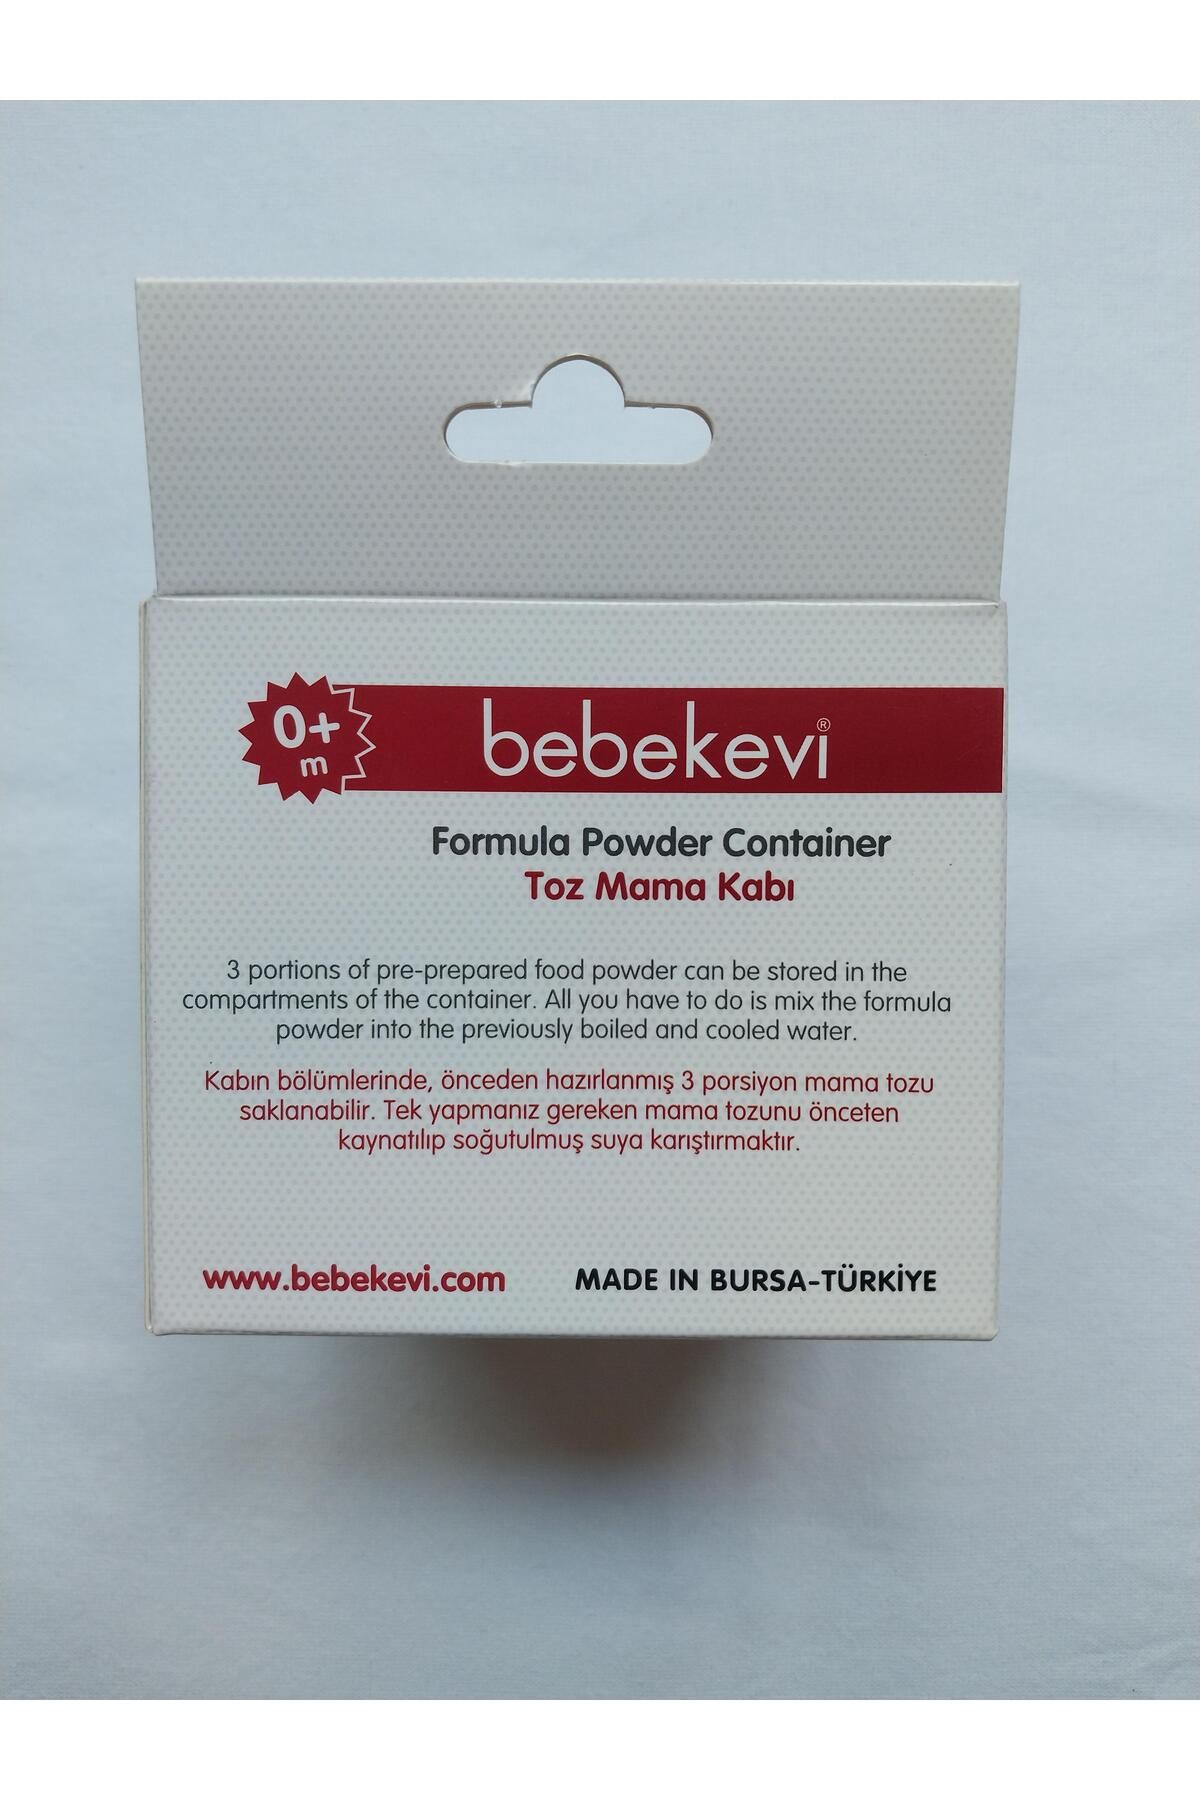 0+
m
bebekevi®
Formula Powder Container
Toz Mama Kabı
3 portions of pre-prepared food powder can be stored in the
compartments of the container. All you have to do is mix the formula
powder into the previously boiled and cooled water.
Kabın bölümlerinde, önceden hazırlanmış 3 porsiyon mama tozu
saklanabilir. Tek yapmanız gereken mama tozunu önceten
kaynatılıp soğutulmuş suya karıştırmaktır.
www.bebekevi.com
MADE IN BURSA-TÜRKİYE